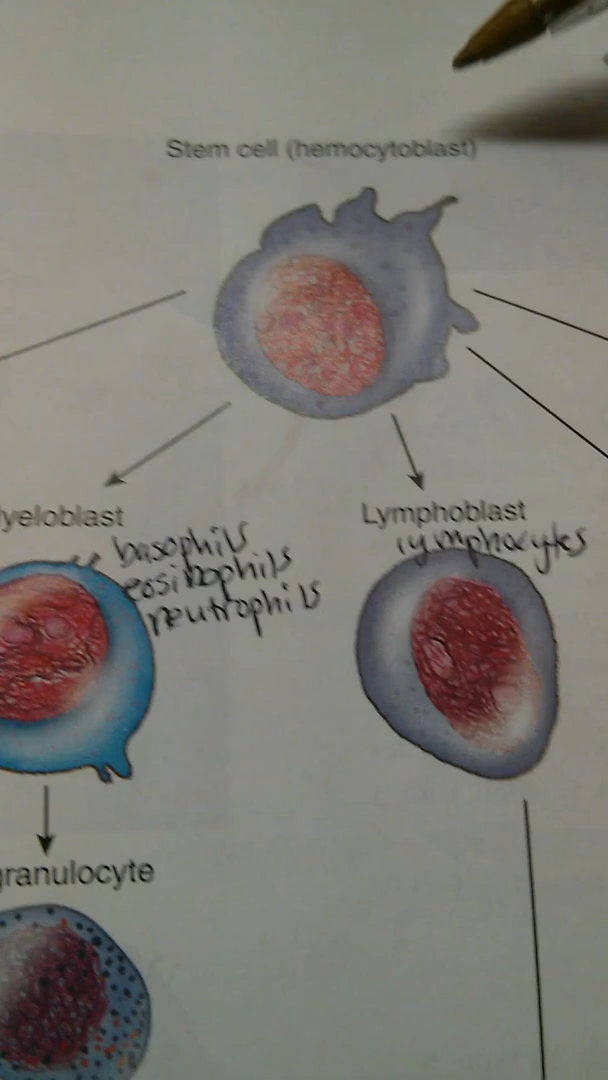 Stem cell (hemocytoblast)
yeloblast
basophils
eosinophils
neutrophils
Lymphoblast
lymphocytes
granulocyte